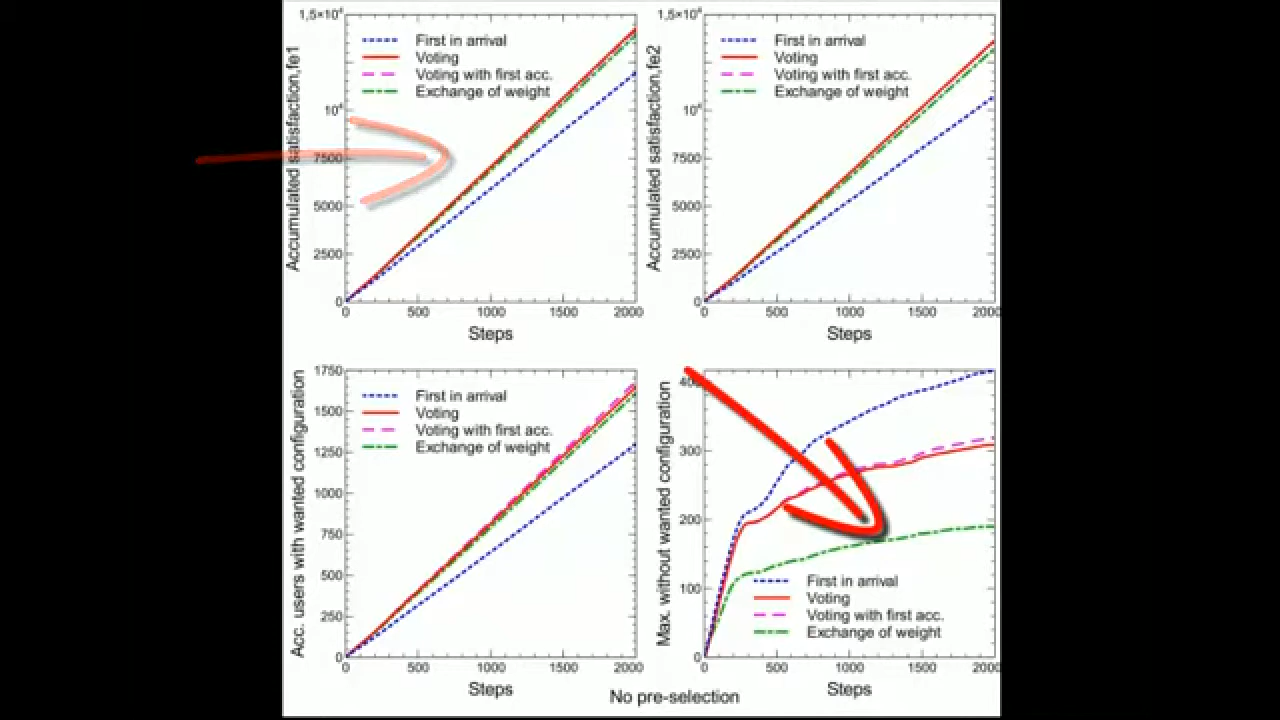 1,5×10⁴
First in arrival
Voting
Voting with first acc.
Exchange of weight
10⁴
7500
5000
2500
0
0 500 1000 1500 2000
Steps
Accumulated satisfaction,fe1
1,5×10⁴
First in arrival
Voting
Voting with first acc.
Exchange of weight
10⁴
7500
5000
2500
0
0 500 1000 1500 2000
Steps
Accumulated satisfaction,fe2
1750
First in arrival
Voting
Voting with first acc.
Exchange of weight
1500
1250
1000
750
500
250
0
0 500 1000 1500 2000
Steps
Acc. users with wanted configuration
300
200
100
0
First in arrival
Voting
Voting with first acc.
Exchange of weight
0 500 1000 1500 2000
Steps
Max. without wanted configuration
No pre-selection